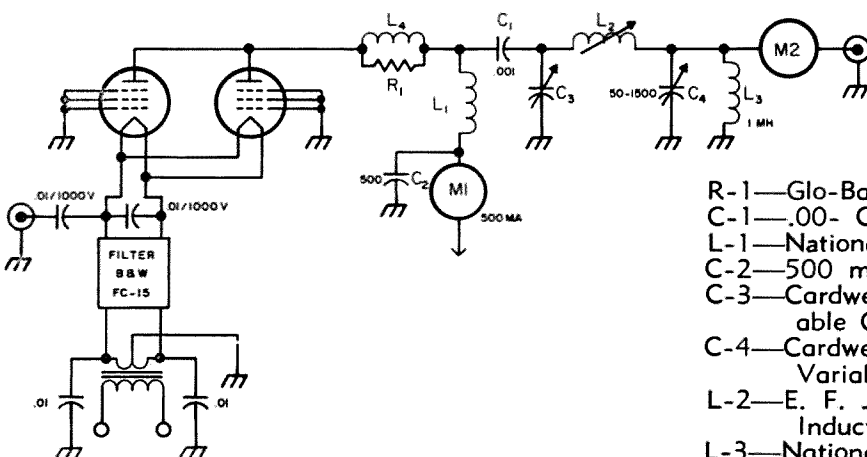 L4
R1
C1
.001
L2
M2
C3
50-1500
C4
L3
1 MH
L1
500
C2
M1
500MA
.01/1000V
.01/1000V
FILTER
B&W
FC-15
.01
.01
R-1—Glo-Ba
C-1—.00- C
L-1—Nationa
C-2—500 m
C-3—Cardwe
able C
C-4—Cardwe
Variab
L-2—E. F. J
Induct
L-3—Nationa